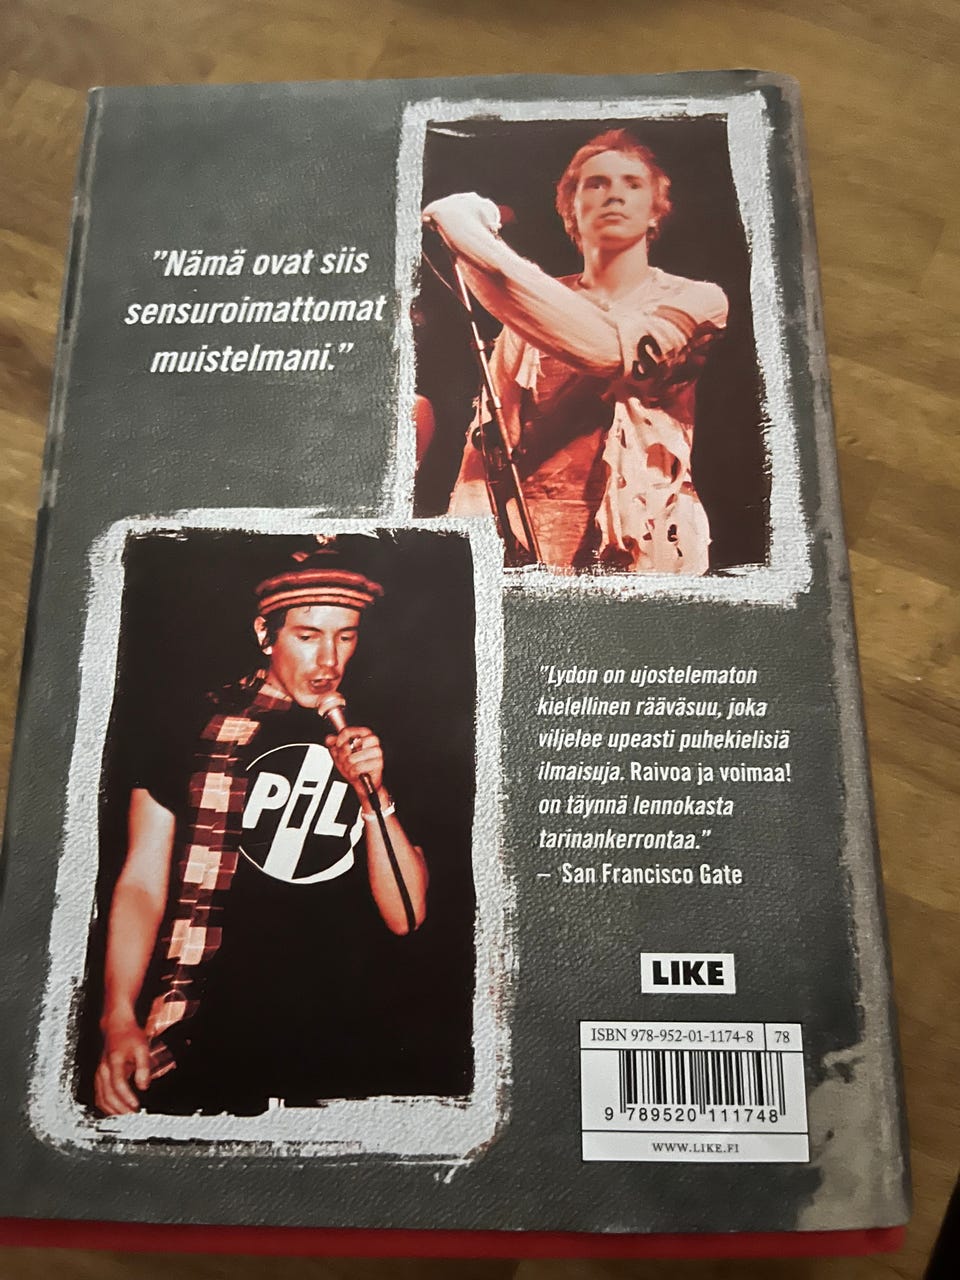 ”Nämä ovat siis
sensuroimattomat
muistelmani.”
S
PiL
”Lydon on ujostelematon
kielellinen rääväsuu, joka
viljelee upeasti puhekielisiä
ilmaisuja. Raivoa ja voimaa!
on täynnä lennokasta
tarinankerrontaa.”
– San Francisco Gate
LIKE
ISBN 978-952-01-1174-8 78
9 789520 111748
WWW.LIKE.FI